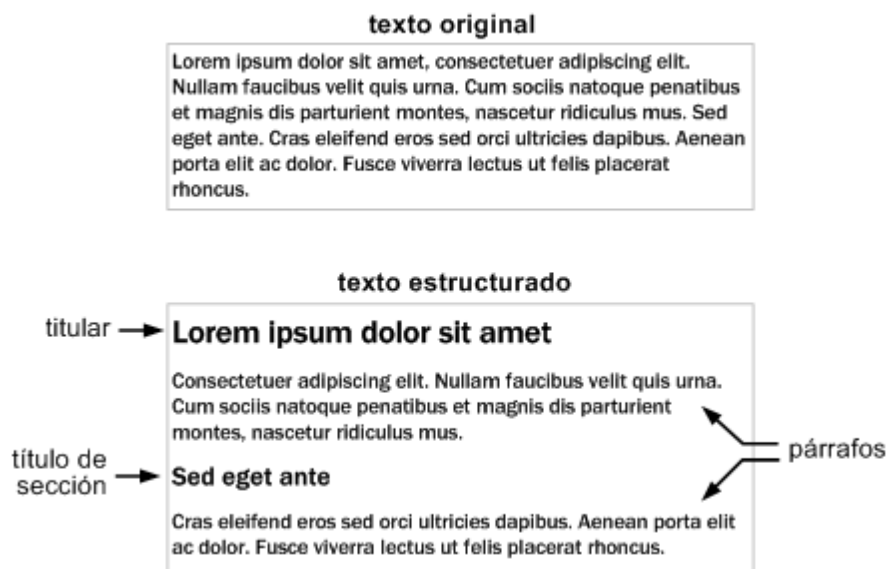 texto original
Lorem ipsum dolor sit amet, consectetuer adipiscing elit.
Nullam faucibus velit quis urna. Cum sociis natoque penatibus
et magnis dis parturient montes, nascetur ridiculus mus. Sed
eget ante. Cras eleifend eros sed orci ultricies dapibus. Aenean
porta elit ac dolor. Fusce viverra lectus ut felis placerat
rhoncus.
texto estructurado
titular
Lorem ipsum dolor sit amet
Consectetuer adipiscing elit. Nullam faucibus velit quis urna.
Cum sociis natoque penatibus et magnis dis parturient
montes, nascetur ridiculus mus.
párrafos
título de
sección
Sed eget ante
Cras eleifend eros sed orci ultricies dapibus. Aenean porta elit
ac dolor. Fusce viverra lectus ut felis placerat rhoncus.